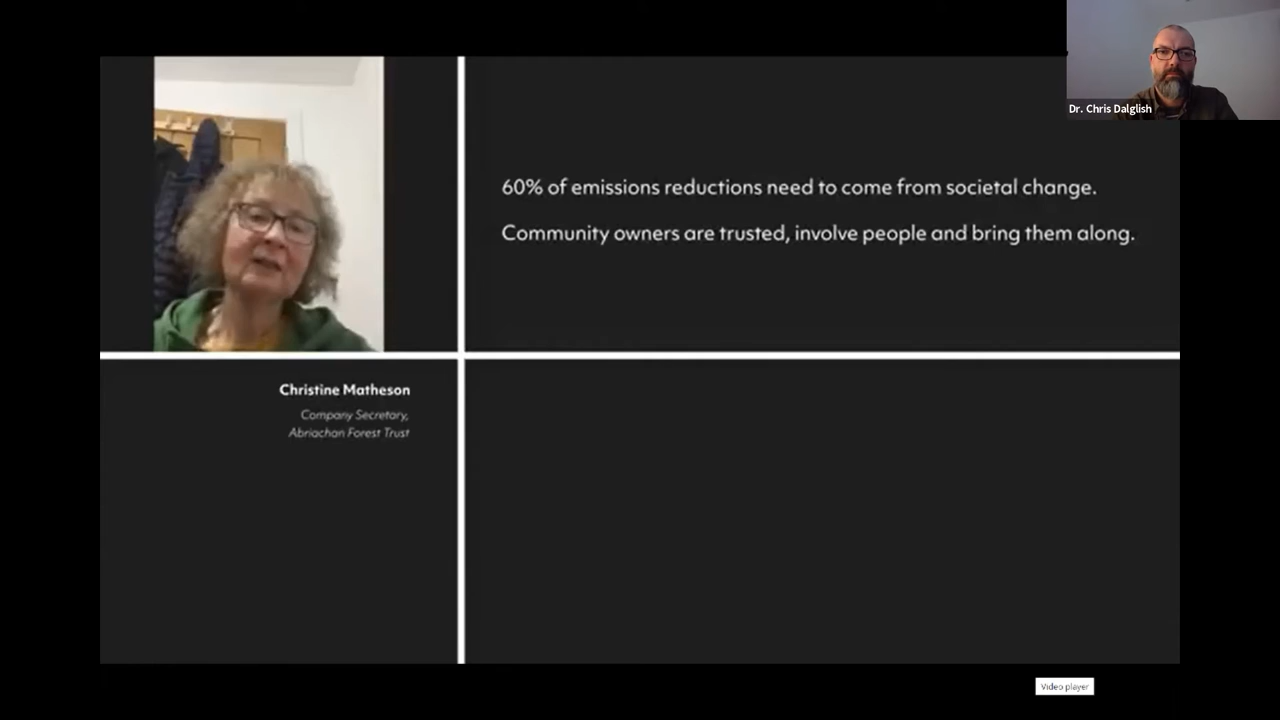 Dr. Chris Dalglish
60% of emissions reductions need to come from societal change.
Community owners are trusted, involve people and bring them along.
Christine Matheson
Company Secretary,
Abriachan Forest Trust
Video player